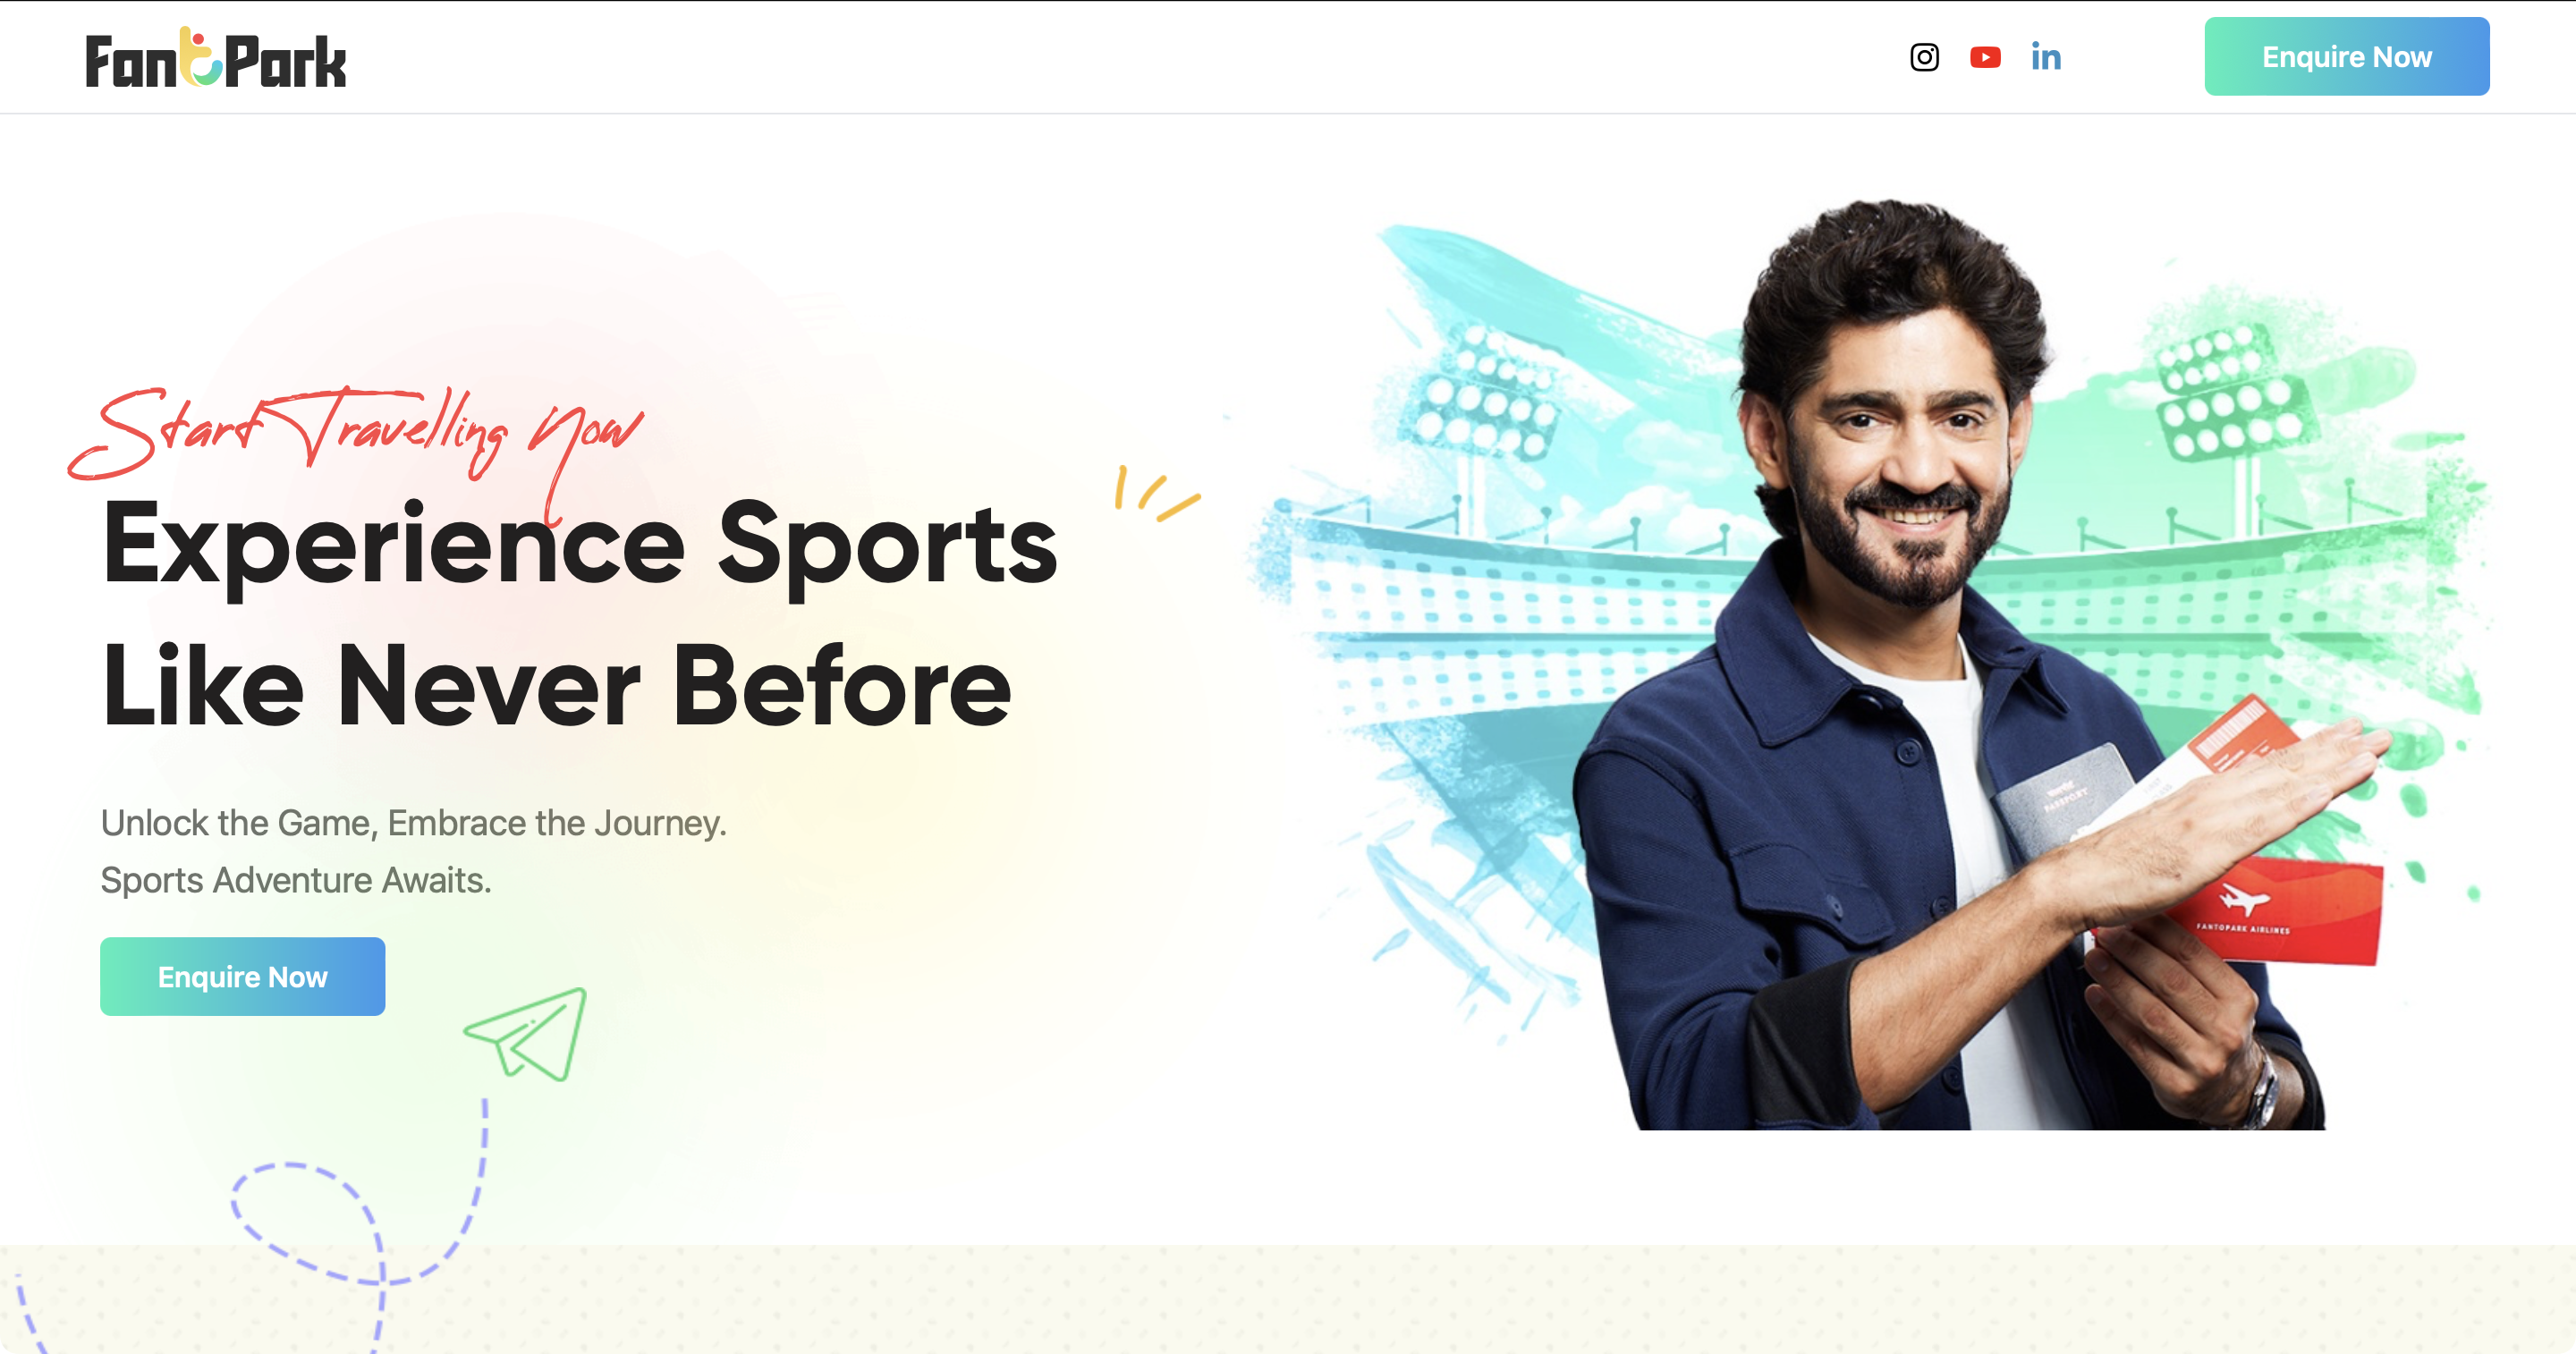 FantPark
Enquire Now
Start Travelling Now
Experience Sports
Like Never Before
Unlock the Game, Embrace the Journey.
Sports Adventure Awaits.
Enquire Now
PASSPORT
FANTOPARK AIRLINES